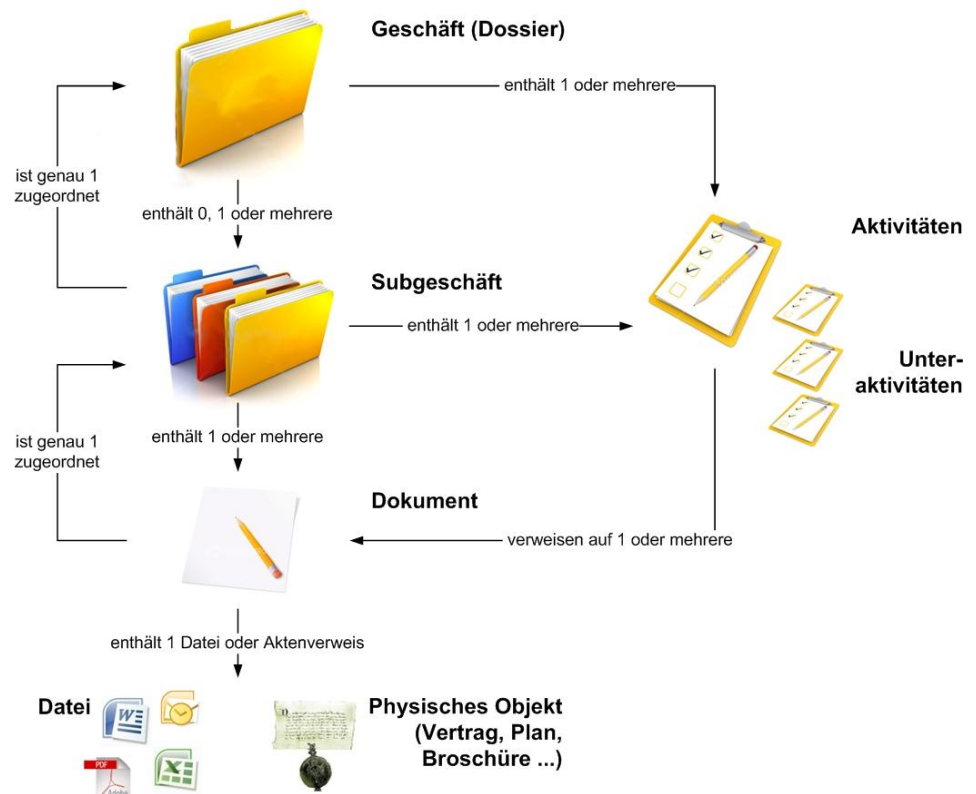 Geschäft (Dossier)
enthält 1 oder mehrere
ist genau 1
zugeordnet
enthält 0, 1 oder mehrere
Aktivitäten
Subgeschäft
enthält 1 oder mehrere
Unter-
aktivitäten
enthält 1 oder mehrere
ist genau 1
zugeordnet
Dokument
verweisen auf 1 oder mehrere
enthält 1 Datei oder Aktenverweis
Datei
Physisches Objekt
(Vertrag, Plan,
Broschüre ...)
W
PDF
X
Adobe